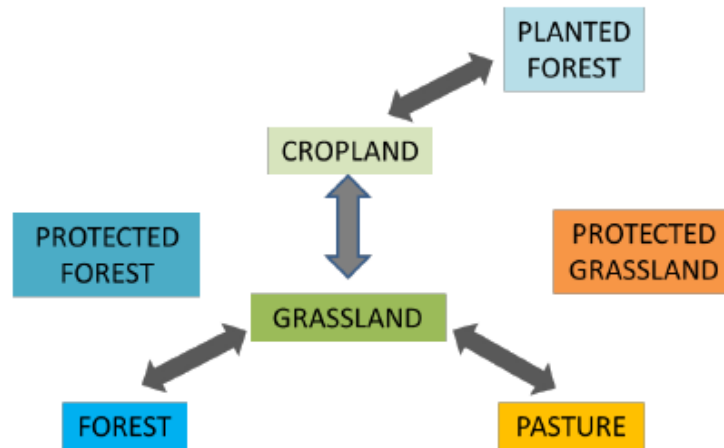 PLANTED
FOREST
CROPLAND
PROTECTED
FOREST
PROTECTED
GRASSLAND
GRASSLAND
FOREST
PASTURE